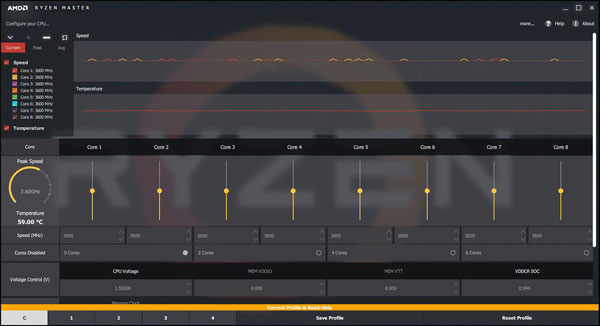 AMD RYZEN MASTER
Configure your CPU...
more... Help About
Current Peak Avg
Speed
Speed
Core 1: 3600 MHz
Core 2: 3600 MHz
Core 3: 3600 MHz
Core 4: 3600 MHz
Core 5: 3600 MHz
Core 6: 3600 MHz
Core 7: 3600 MHz
Core 8: 3600 MHz
Temperature
Temperature
RYZEN
Core Core 1 Core 2 Core 3 Core 4 Core 5 Core 6 Core 7 Core 8
Peak Speed
3.60GHz
Temperature
59.00 °C
Speed (MHz) 3600 3600 3600 3600 3600 3600 3600 3600
Cores Disabled 0 Cores 2 Cores 4 Cores 6 Cores
CPU Voltage MEM VDDIO MEM VTT VDDCR SOC
Voltage Control (V) 1.55000 0.000 0.000 0.994
Memory Clock
Current Profile is Read-Only
C 1 2 3 4 Save Profile Reset Profile